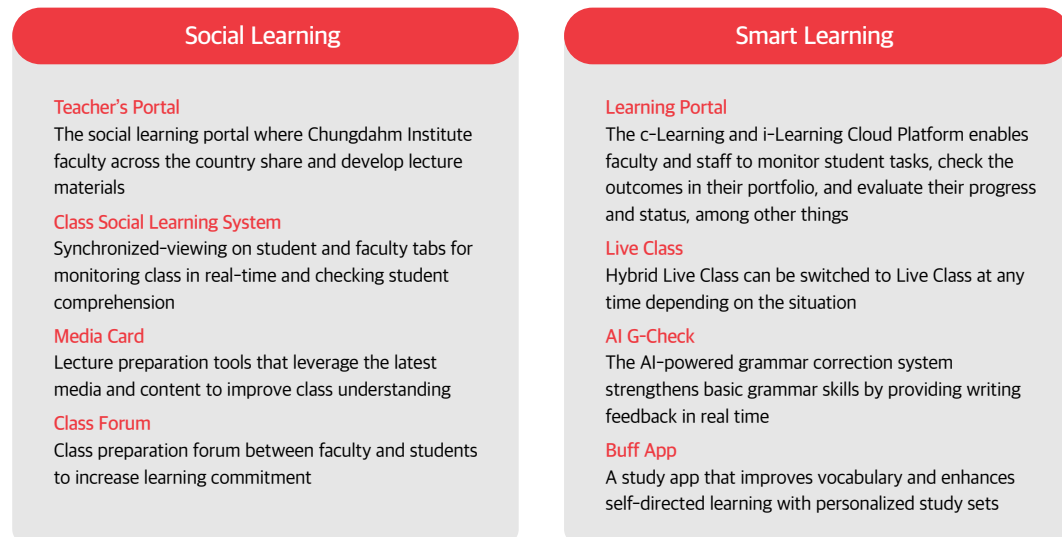 Social Learning
Teacher's Portal
The social learning portal where Chungdahm Institute
faculty across the country share and develop lecture
materials
Class Social Learning System
Synchronized-viewing on student and faculty tabs for
monitoring class in real-time and checking student
comprehension
Media Card
Lecture preparation tools that leverage the latest
media and content to improve class understanding
Class Forum
Class preparation forum between faculty and students
to increase learning commitment
Smart Learning
Learning Portal
The c-Learning and i-Learning Cloud Platform enables
faculty and staff to monitor student tasks, check the
outcomes in their portfolio, and evaluate their progress
and status, among other things
Live Class
Hybrid Live Class can be switched to Live Class at any
time depending on the situation
AI G-Check
The AI-powered grammar correction system
strengthens basic grammar skills by providing writing
feedback in real time
Buff App
A study app that improves vocabulary and enhances
self-directed learning with personalized study sets